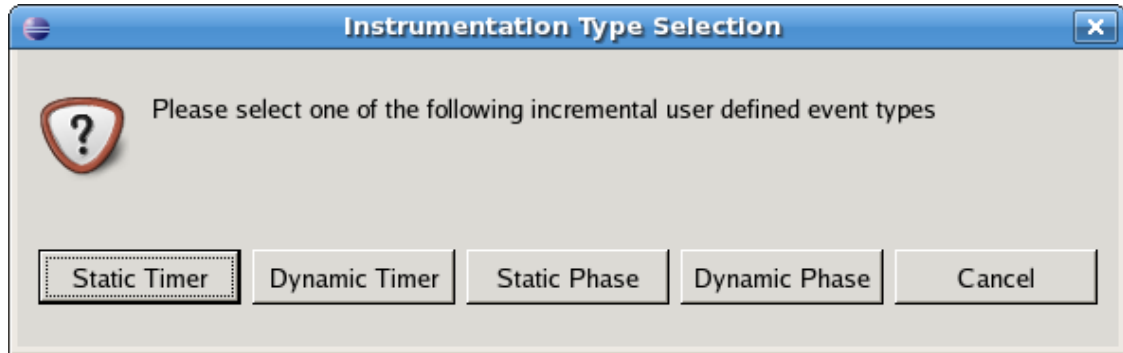 Instrumentation Type Selection
Please select one of the following incremental user defined event types
Static Timer Dynamic Timer Static Phase Dynamic Phase Cancel